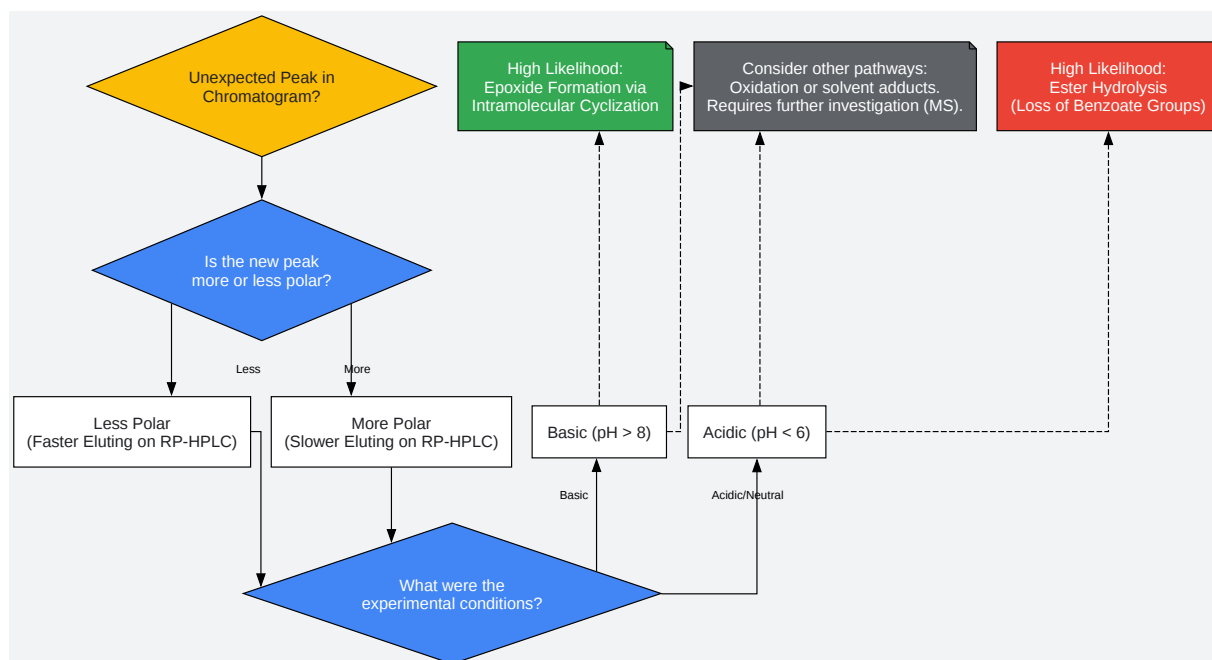 Unexpected Peak in
Chromatogram?
High Likelihood:
Epoxide Formation via
Intramolecular Cyclization
Consider other pathways:
Oxidation or solvent adducts.
Requires further investigation (MS).
High Likelihood:
Ester Hydrolysis
(Loss of Benzoate Groups)
Is the new peak
more or less polar?
Less
More
Less Polar
(Faster Eluting on RP-HPLC)
More Polar
(Slower Eluting on RP-HPLC)
Basic (pH > 8)
Acidic (pH < 6)
Basic
Acidic/Neutral
What were the
experimental conditions?